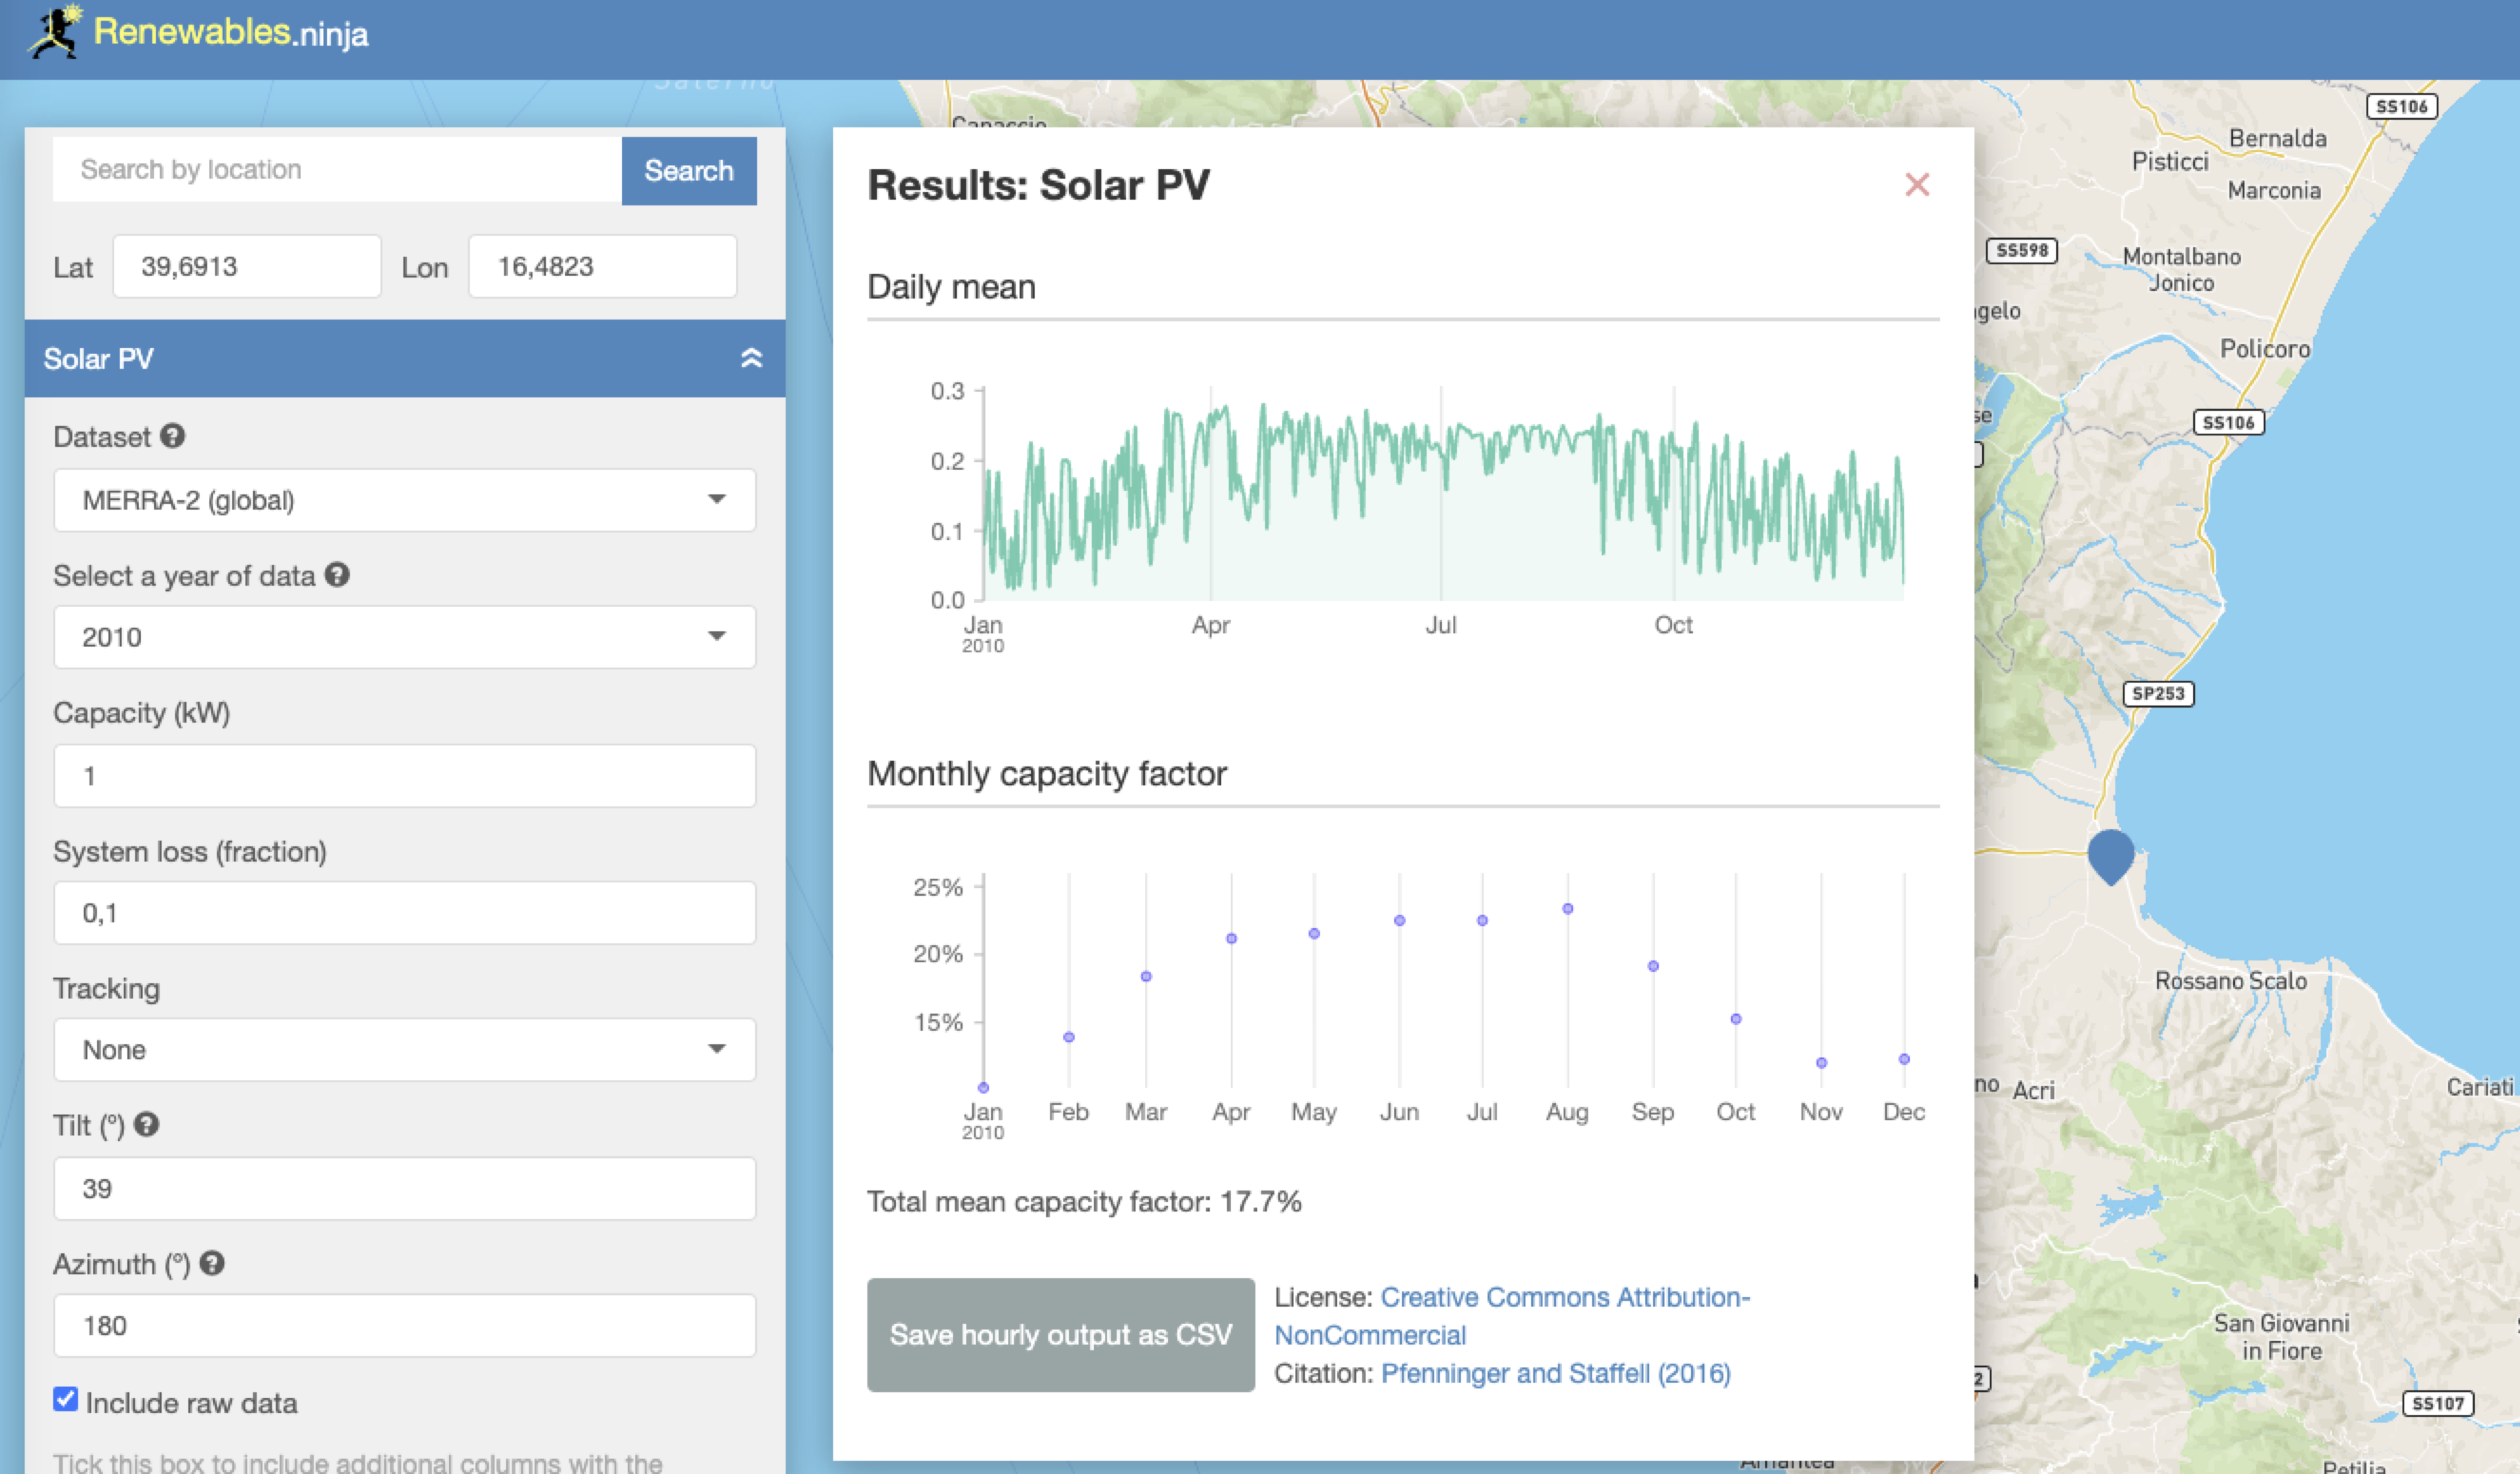 Renewables.ninja
Salerno
Search by location
Search
Lat
39,6913
Lon
16,4823
Solar PV
Dataset
MERRA-2 (global)
Select a year of data
2010
Capacity (kW)
1
System loss (fraction)
0,1
Tracking
None
Tilt (º)
39
Azimuth (º)
180
Include raw data
Tick this box to include additional columns with the
Results: Solar PV
Daily mean
0.3
0.2
0.1
0.0
Jan
2010
Apr
Jul
Oct
Monthly capacity factor
25%
20%
15%
Jan
2010
Feb
Mar
Apr
May
Jun
Jul
Aug
Sep
Oct
Nov
Dec
Total mean capacity factor: 17.7%
Save hourly output as CSV
License: Creative Commons Attribution-
NonCommercial
Citation: Pfenninger and Staffell (2016)
Capaccio
SS106
Bernalda
Pisticci
Marconia
SS598
Montalbano
Jonico
Policoro
SS106
SP253
Rossano Scalo
Acri
Cariati
San Giovanni
in Fiore
SS107
Amantea
Petilia